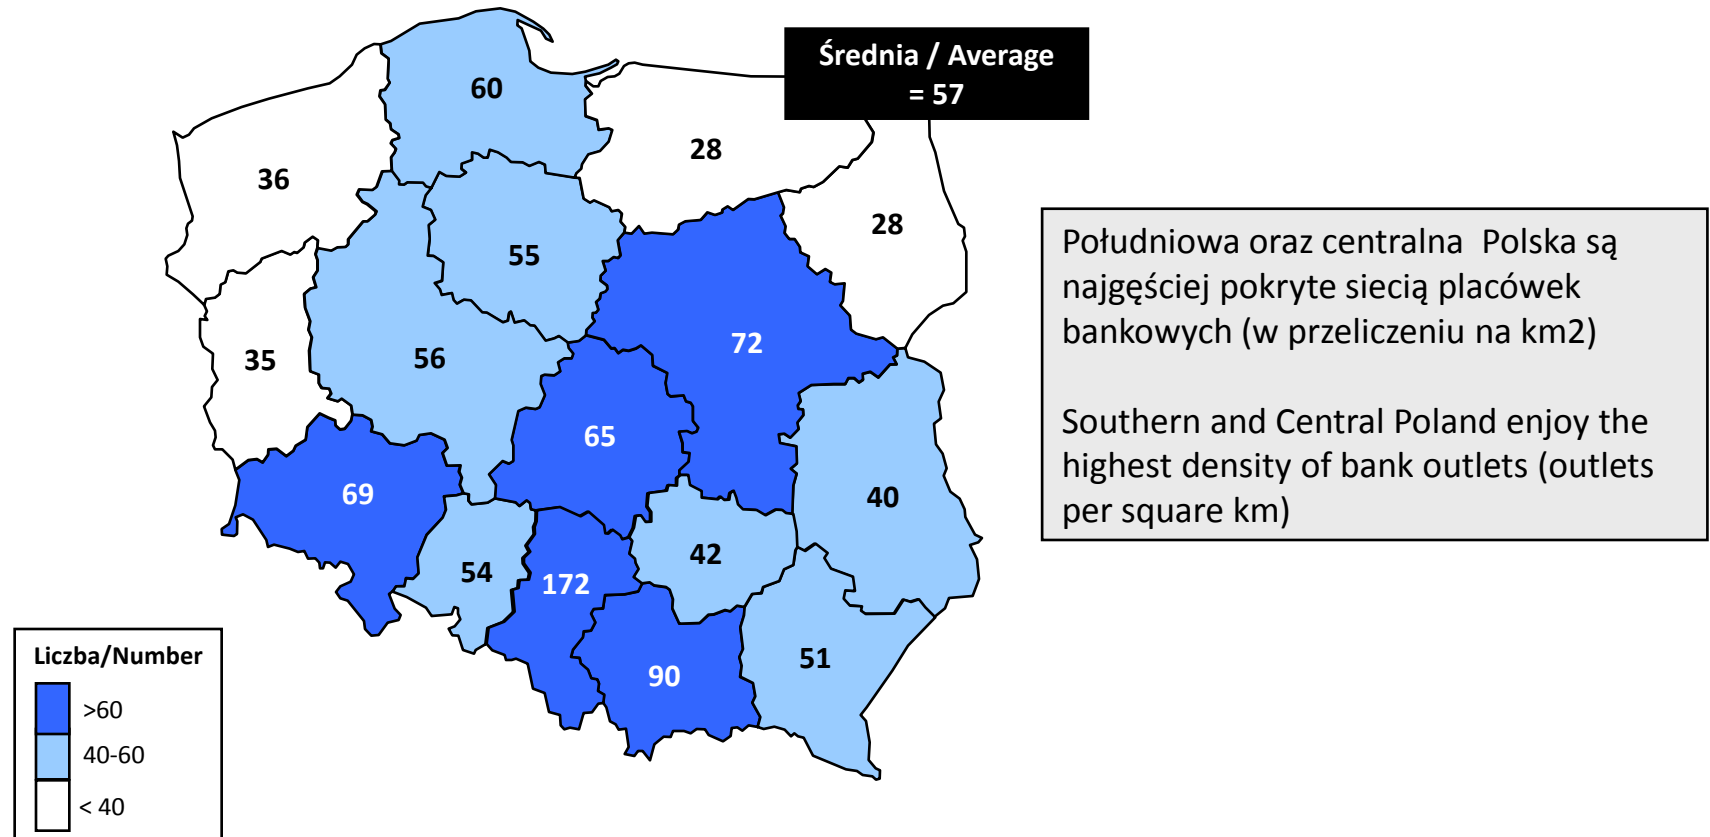 Średnia / Average
= 57
60
28
36
28
55
72
56
35
65
69
40
42
54
172
51
90
Południowa oraz centralna Polska są
najgęściej pokryte siecią placówek
bankowych (w przeliczeniu na km2)
Southern and Central Poland enjoy the
highest density of bank outlets (outlets
per square km)
Liczba/Number
>60
40-60
< 40